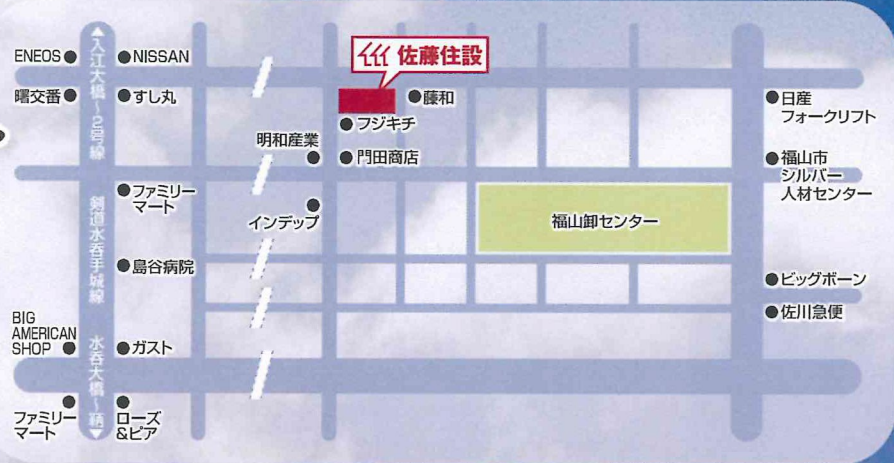 佐藤住設
ENEOS
NISSAN
曙交番
すし丸
藤和
フジキチ
明和産業
門田商店
日産
フォークリフト
福山市
ジルバー
人材センター
ファミリー
マート
インデップ
福山卸センター
島谷病院
ビッグボーン
佐川急便
BIG
AMERICAN
SHOP
ガスト
ファミリー
マート
ローズ
&ピア
▲入江大橋〜2号線
剣道水呑手城線
水呑大橋〜鞆▼